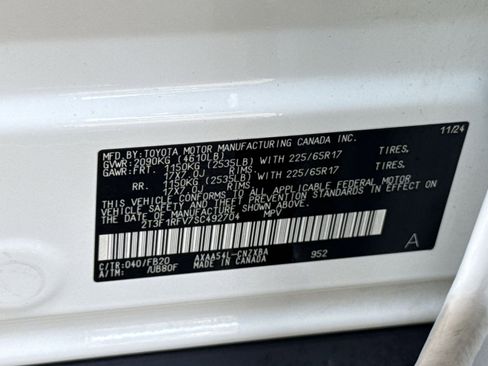 MFD. BY: TOYOTA MOTOR MANUFACTURING CANADA INC. 11/24
GVWR: 2090KG (4610LB)
GAWR: FRT. 1150KG (2535LB) WITH 225/65R17 TIRES,
17X7.0J RIMS
RR. 1150KG (2535LB) WITH 225/65R17 TIRES,
17X7.0J RIMS
THIS VEHICLE CONFORMS TO ALL APPLICABLE FEDERAL MOTOR
VEHICLE SAFETY AND THEFT PREVENTION STANDARDS IN EFFECT ON
THE DATE OF MANUFACTURE SHOWN ABOVE.
2T3F1RFV7SC492704 MPV
C/TR: 040/FB20 AXAA54L-CNZXBA 952 A
A/TM: /UB80F MADE IN CANADA